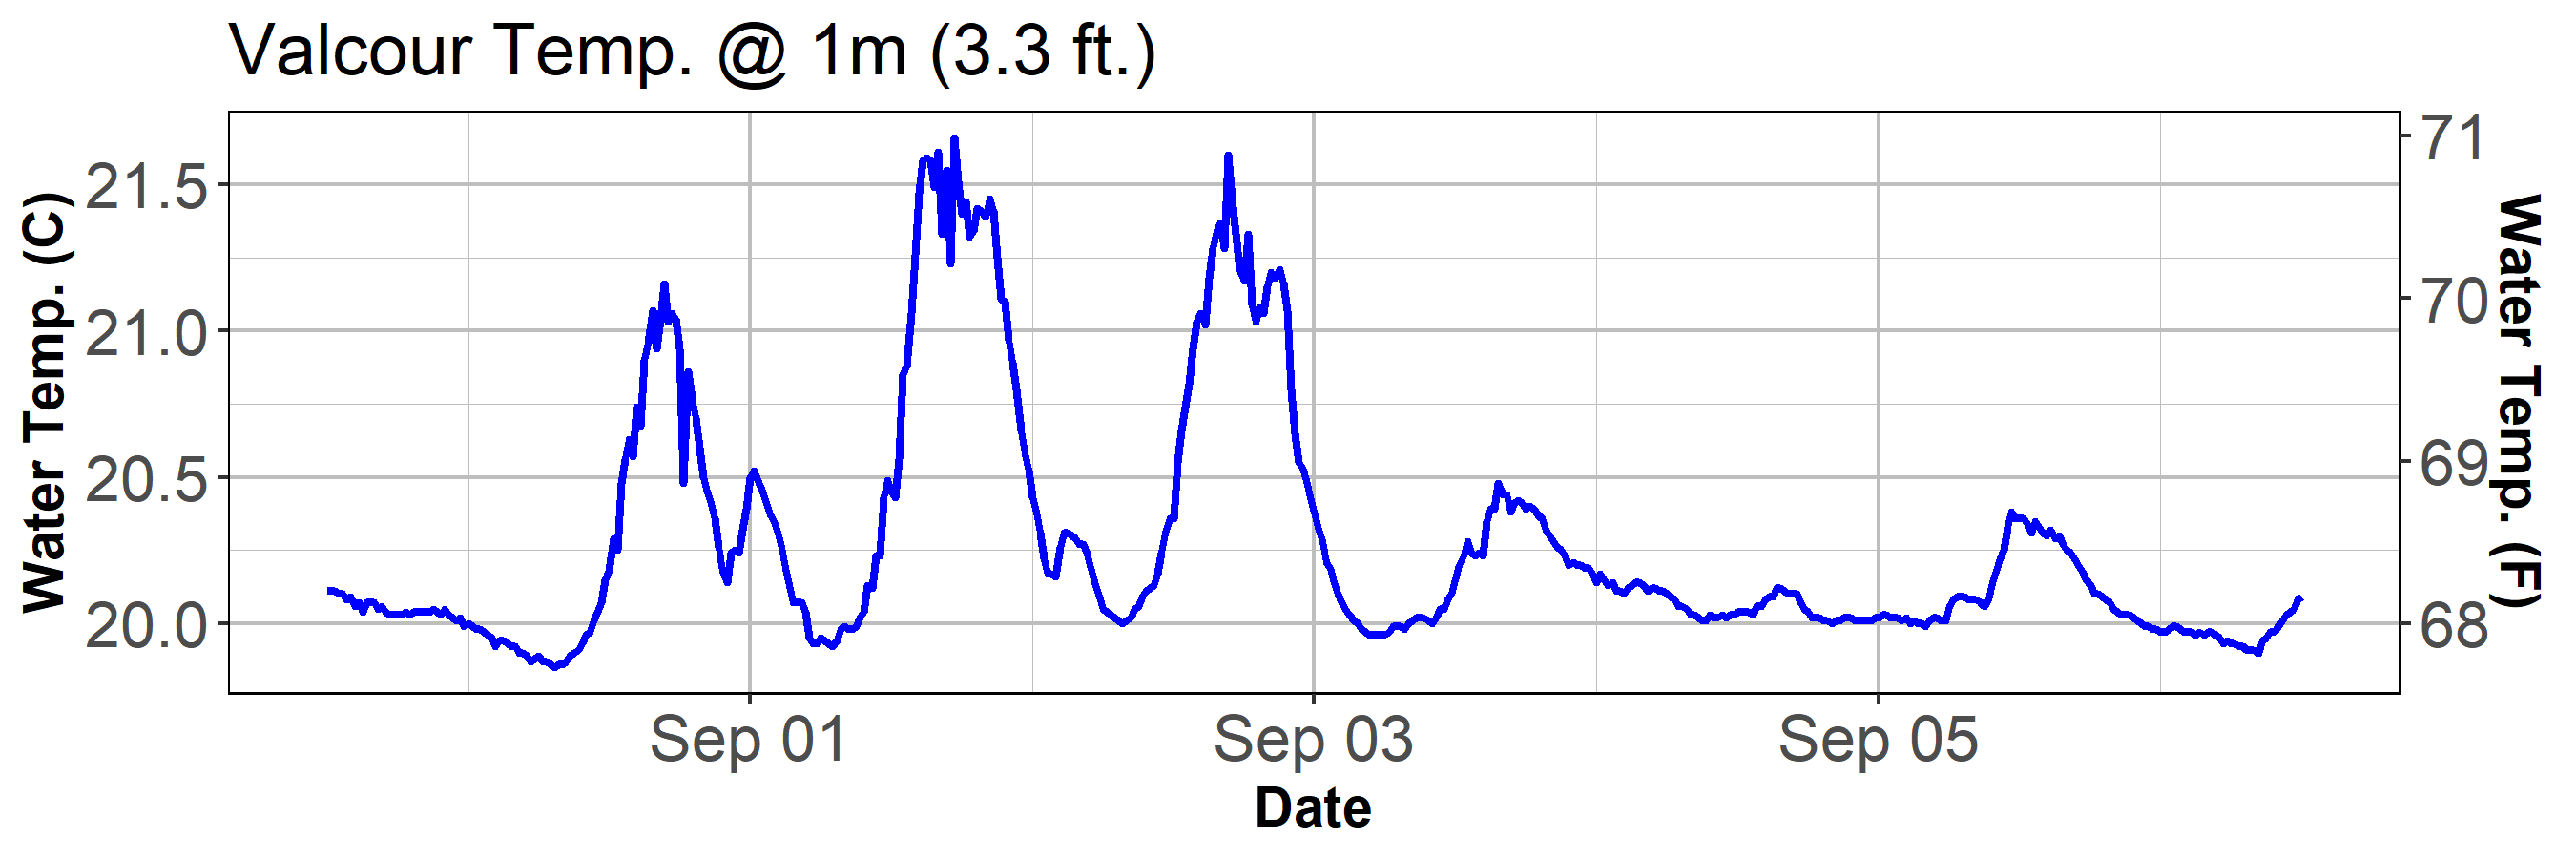 Valcour Temp. @ 1m (3.3 ft.)
Water Temp. (C)
21.5
21.0
20.5
20.0
71
70
69
68
Water Temp. (F)
Sep 01
Sep 03
Sep 05
Date